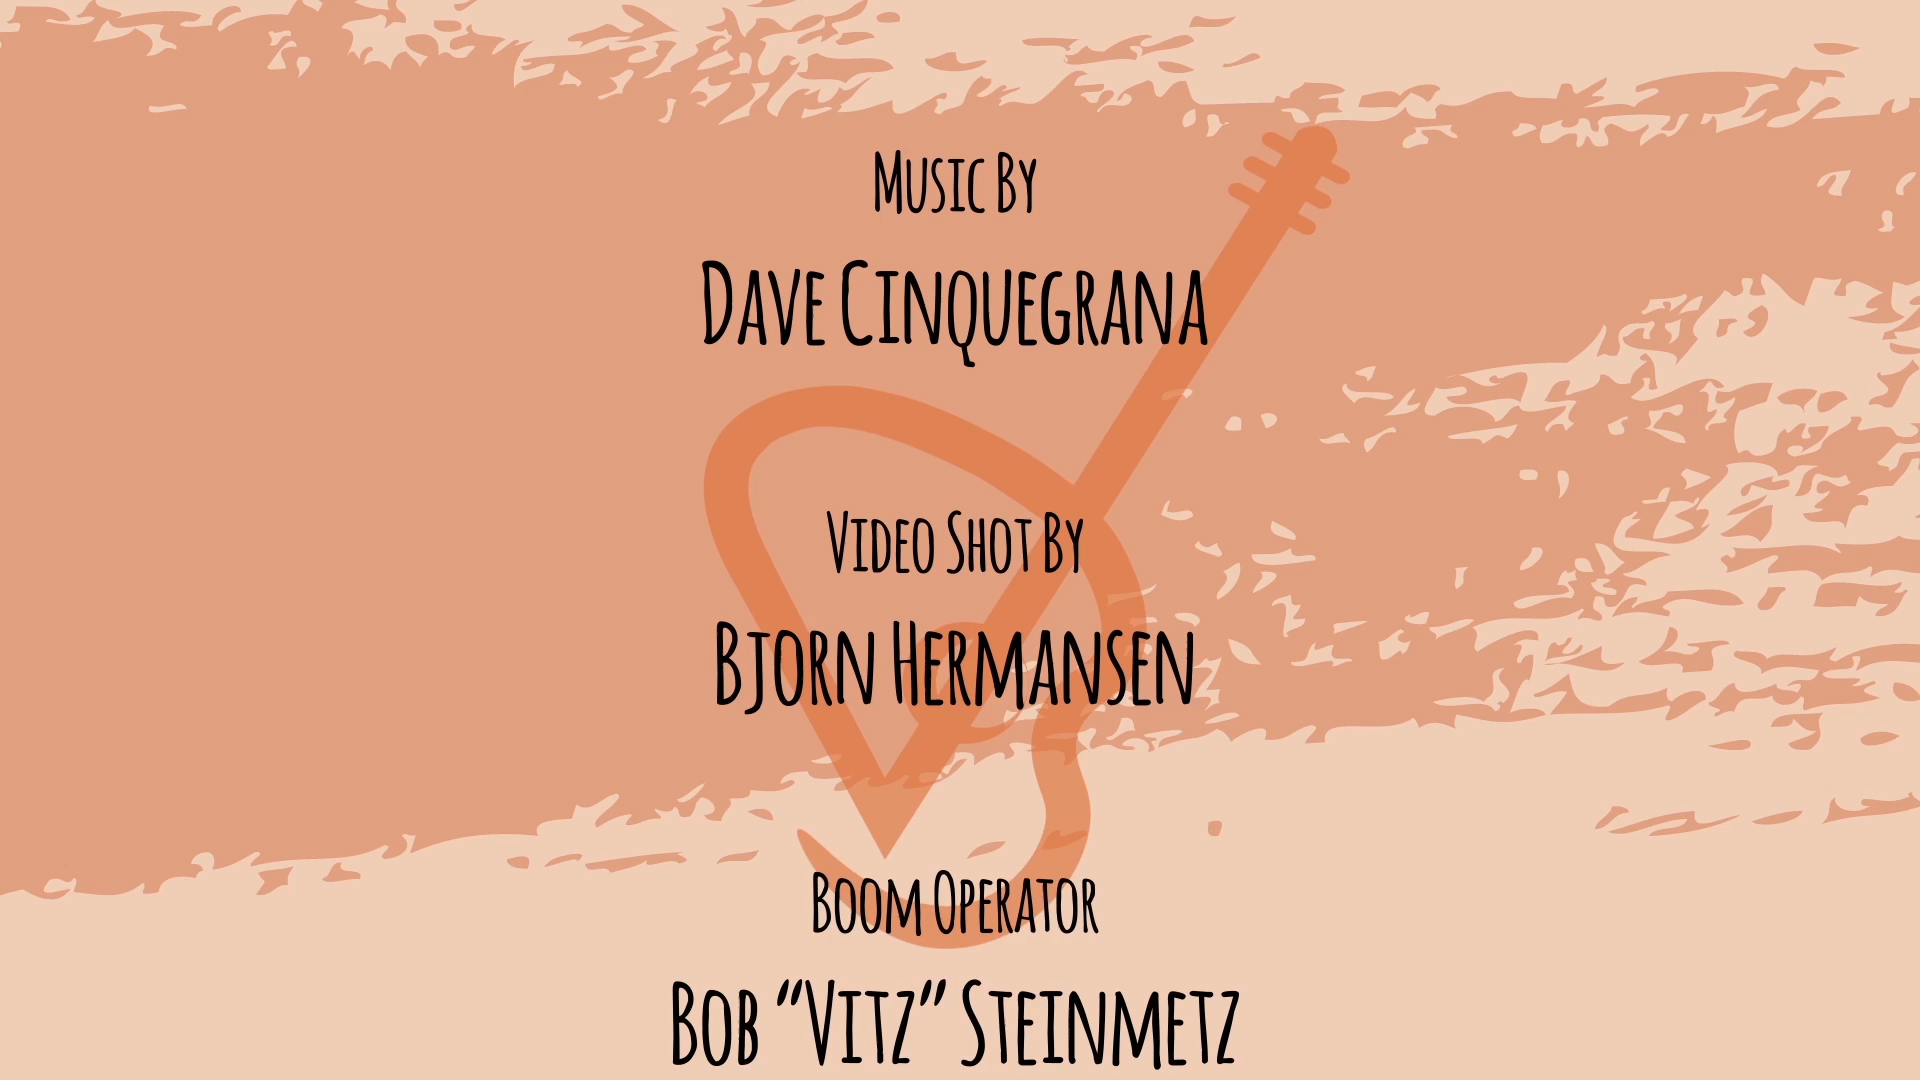 Music By
Dave Cinquegrana
Video Shot By
Bjorn Hermansen
Boom Operator
Bob “Vitz” Steinmetz